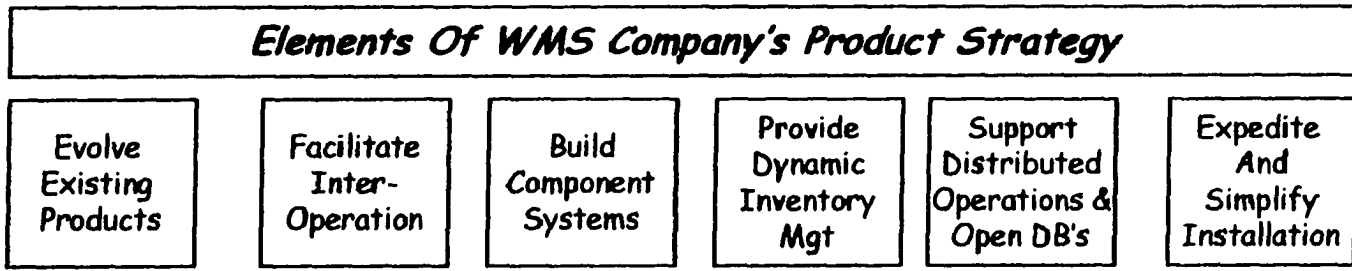 Elements Of WMS Company's Product Strategy
Evolve
Existing
Products
Facilitate
Inter-
Operation
Build
Component
Systems
Provide
Dynamic
Inventory
Mgt
Support
Distributed
Operations &
Open DB's
Expedite
And
Simplify
Installation